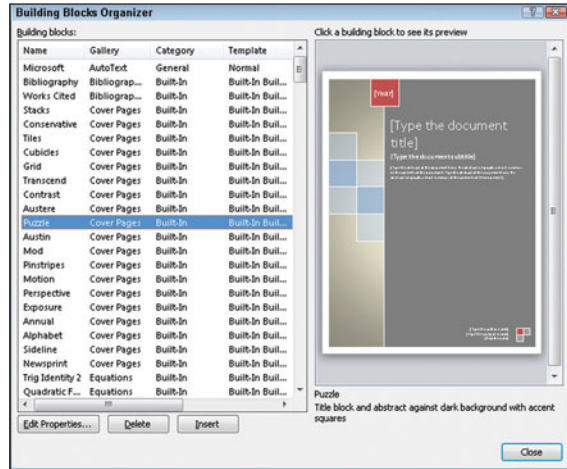 Building Blocks Organizer
Building blocks:
Click a building block to see its preview
Name Gallery Category Template
Microsoft AutoText General Normal
Bibliography Bibliograp... Built-In Built-In Buil...
Works Cited Bibliograp... Built-In Built-In Buil...
Stacks Cover Pages Built-In Built-In Buil...
Conservative Cover Pages Built-In Built-In Buil...
Tiles Cover Pages Built-In Built-In Buil...
Cubicles Cover Pages Built-In Built-In Buil...
Grid Cover Pages Built-In Built-In Buil...
Transcend Cover Pages Built-In Built-In Buil...
Contrast Cover Pages Built-In Built-In Buil...
Austere Cover Pages Built-In Built-In Buil...
Puzzle Cover Pages Built-In Built-In Buil...
Austin Cover Pages Built-In Built-In Buil...
Mod Cover Pages Built-In Built-In Buil...
Pinstripes Cover Pages Built-In Built-In Buil...
Motion Cover Pages Built-In Built-In Buil...
Perspective Cover Pages Built-In Built-In Buil...
Exposure Cover Pages Built-In Built-In Buil...
Annual Cover Pages Built-In Built-In Buil...
Alphabet Cover Pages Built-In Built-In Buil...
Sideline Cover Pages Built-In Built-In Buil...
Newsprint Cover Pages Built-In Built-In Buil...
Trig Identity 2 Equations Built-In Built-In Buil...
Quadratic F... Equations Built-In Built-In Buil...
Edit Properties... Delete Insert
[Year]
[Type the document
title]
[Type the document subtitle]
Puzzle
Title block and abstract against dark background with accent
squares
Close